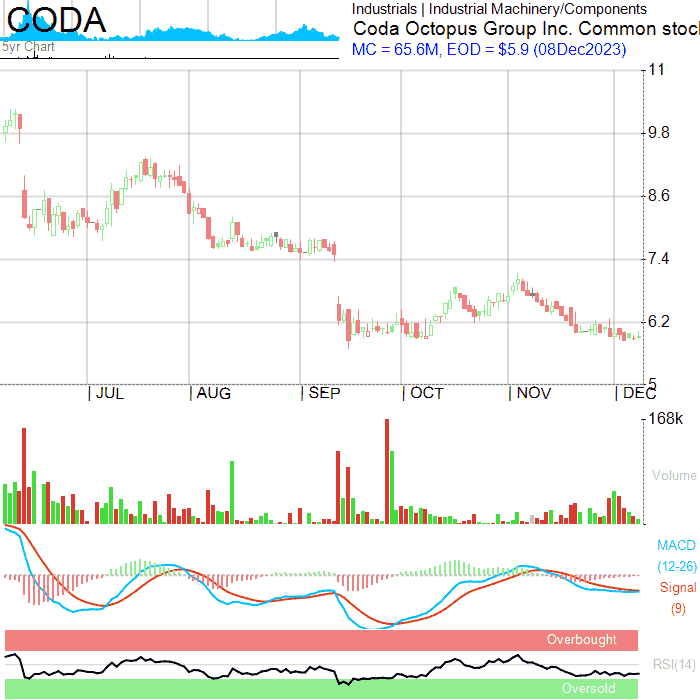 CODA
5yr Chart
Industrials | Industrial Machinery/Components
Coda Octopus Group Inc. Common stock
MC = 65.6M, EOD = $5.9 (08Dec2023)
11
9.8
8.6
7.4
6.2
5
JUL AUG SEP OCT NOV DEC
168k
Volume
MACD
(12-26)
Signal
(9)
Overbought
RSI(14)
Oversold